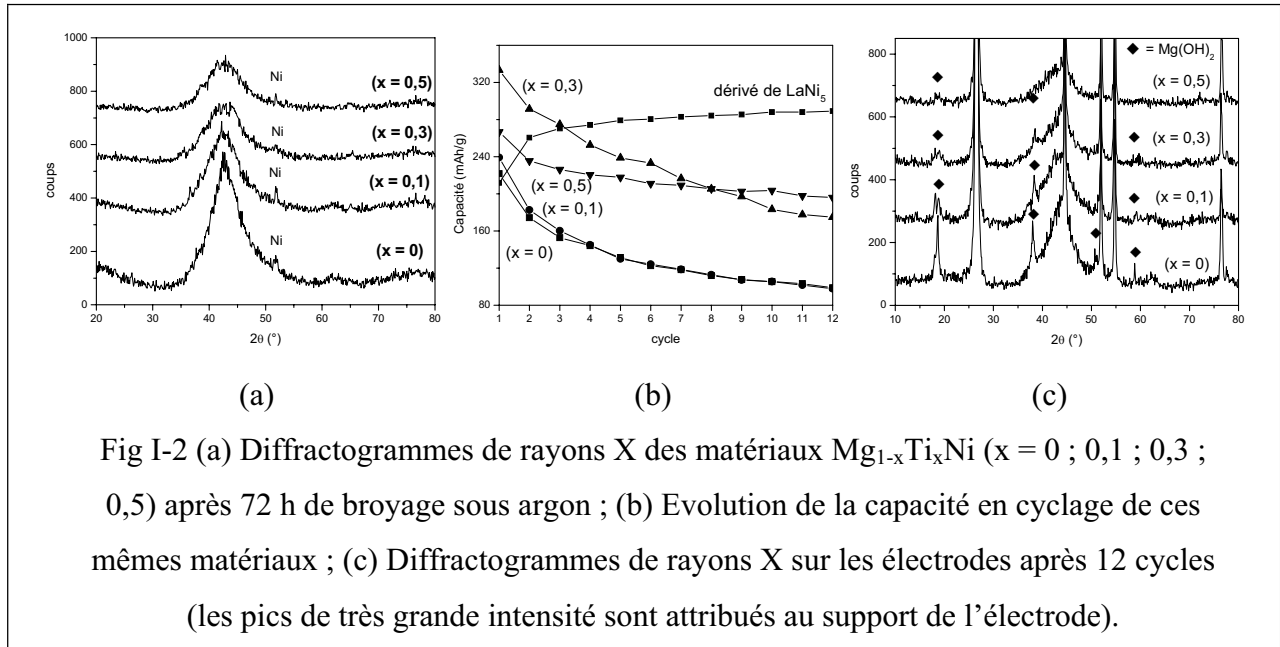 1000
800
600
400
200
0
20 30 40 50 60 70 80
2θ (°)
coups
Ni
(x = 0,5)
Ni
(x = 0,3)
Ni
(x = 0,1)
Ni
(x = 0)
(a)
320
240
160
80
1 2 3 4 5 6 7 8 9 10 11 12
cycle
Capacité (mAh/g)
(x = 0,3)
dérivé de LaNi5
(x = 0,5)
(x = 0,1)
(x = 0)
(b)
800
600
400
200
0
10 20 30 40 50 60 70 80
2θ (°)
coups
◆ = Mg(OH)2
(x = 0,5)
(x = 0,3)
(x = 0,1)
(x = 0)
(c)
Fig I-2 (a) Diffractogrammes de rayons X des matériaux Mg1-xTixNi (x = 0 ; 0,1 ; 0,3 ;
0,5) après 72 h de broyage sous argon ; (b) Evolution de la capacité en cyclage de ces
mêmes matériaux ; (c) Diffractogrammes de rayons X sur les électrodes après 12 cycles
(les pics de très grande intensité sont attribués au support de l’électrode).